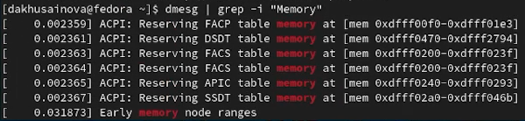 [dakhusainova@fedora ~]$ dmesg | grep -i "Memory"
[    0.002359] ACPI: Reserving FACP table memory at [mem 0xdfff00f0-0xdfff01e3]
[    0.002361] ACPI: Reserving DSDT table memory at [mem 0xdfff0470-0xdfff2794]
[    0.002363] ACPI: Reserving FACS table memory at [mem 0xdfff0200-0xdfff023f]
[    0.002364] ACPI: Reserving FACS table memory at [mem 0xdfff0200-0xdfff023f]
[    0.002365] ACPI: Reserving APIC table memory at [mem 0xdfff0240-0xdfff0293]
[    0.002367] ACPI: Reserving SSDT table memory at [mem 0xdfff02a0-0xdfff046b]
[    0.031873] Early memory node ranges